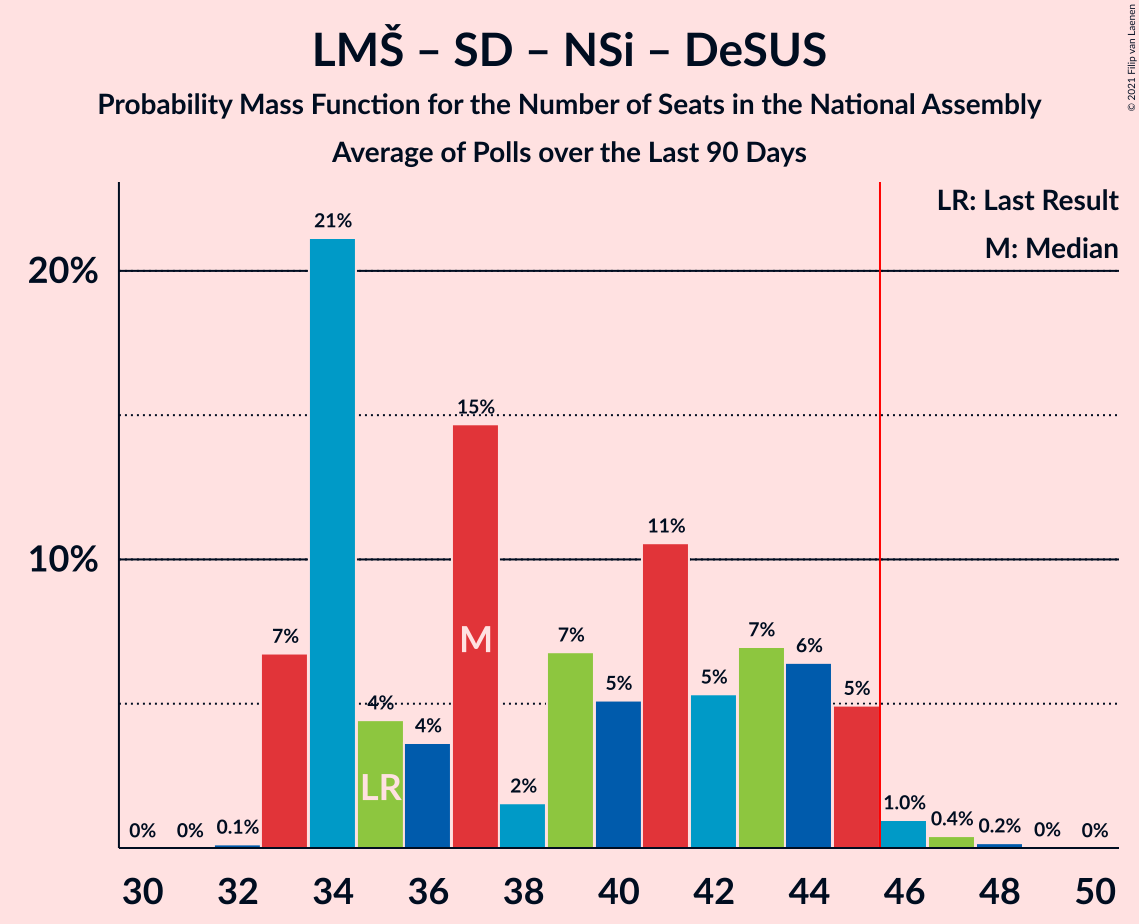 LMŠ – SD – NSi – DeSUS
Probability Mass Function for the Number of Seats in the National Assembly
Average of Polls over the Last 90 Days
© 2021 Filip van Laenen
LR: Last Result
M: Median
20%
10%
0%
0%
0.1%
7%
21%
4%
LR
4%
15%
M
2%
7%
5%
11%
5%
7%
6%
5%
1.0%
0.4%
0.2%
0%
0%
30 32 34 36 38 40 42 44 46 48 50